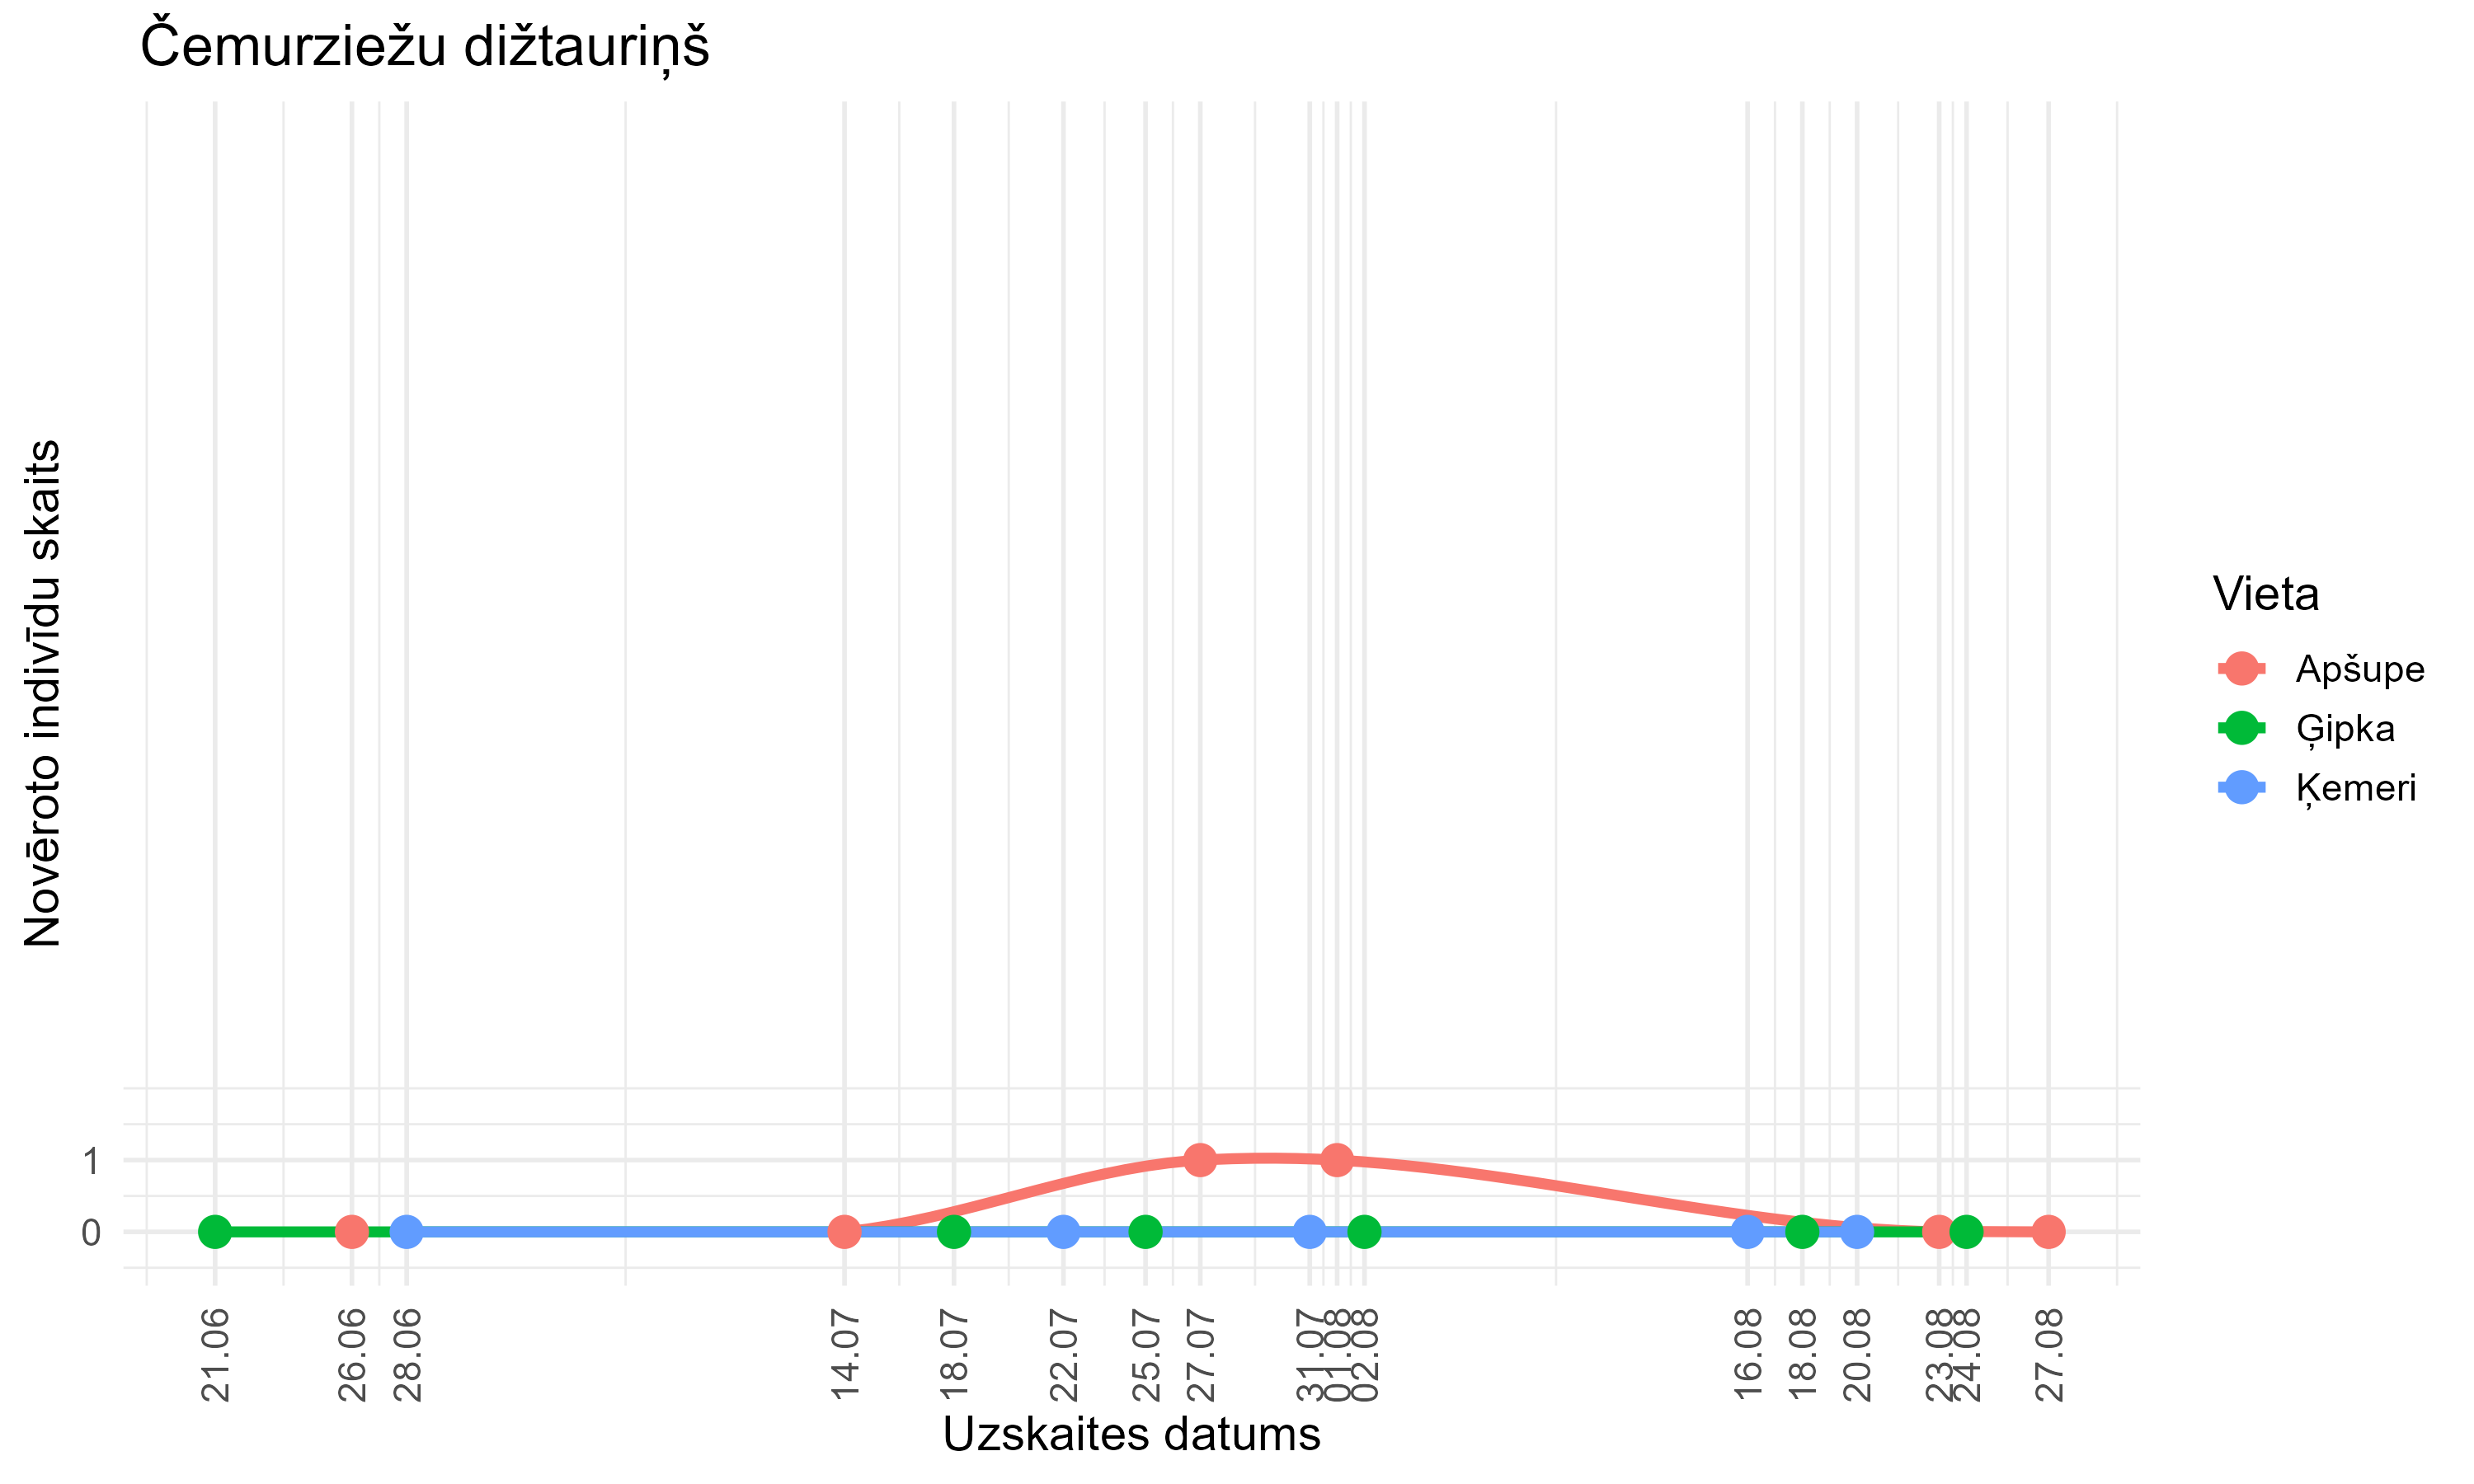 Čemurziežu dižtauriņš
Novēroto indivīdu skaits
1
0
21.06
26.06
28.06
14.07
18.07
22.07
25.07
27.07
31.07
01.08
02.08
16.08
18.08
20.08
23.08
24.08
27.08
Uzskaites datums
Vieta
Apšupe
Ģipka
Ķemeri